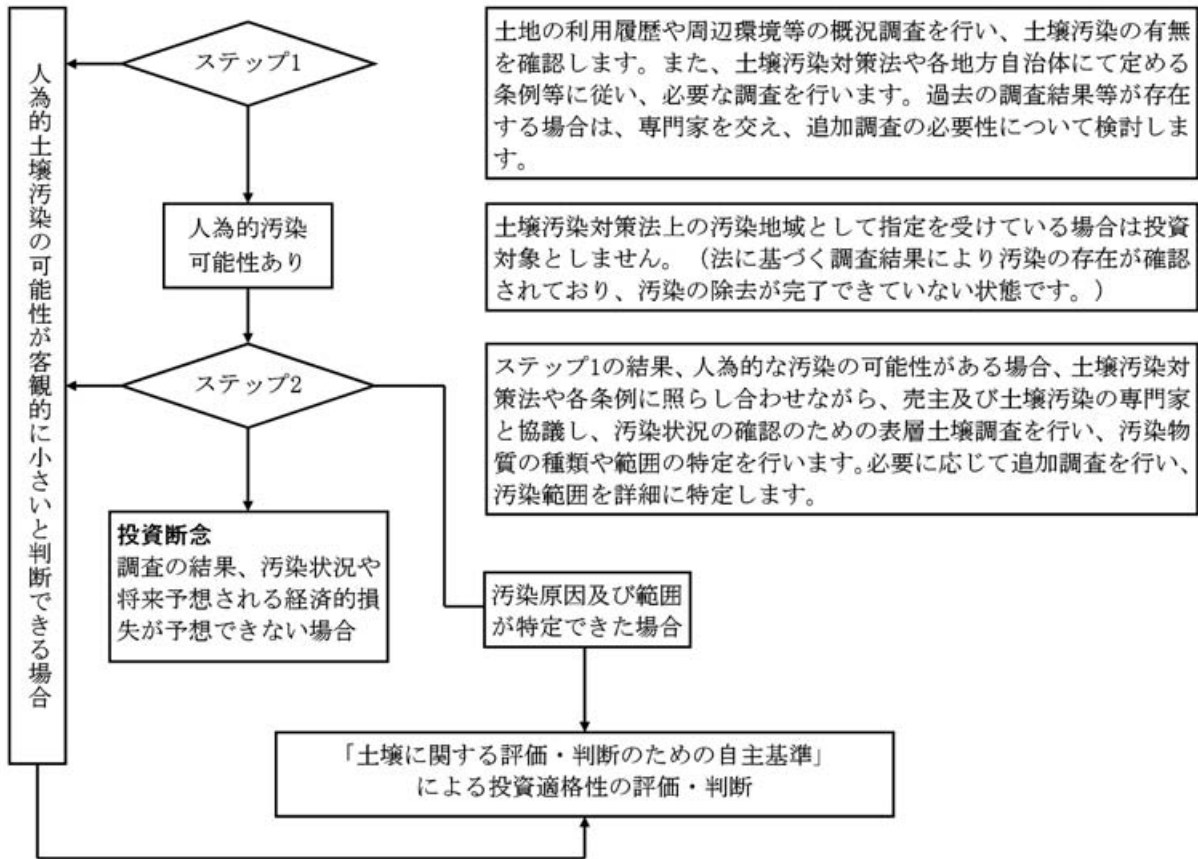 人為的土壌汚染の可能性が客観的に小さいと判断できる場合
ステップ1
土地の利用履歴や周辺環境等の概況調査を行い、土壌汚染の有無
を確認します。また、土壌汚染対策法や各地方自治体にて定める
条例等に従い、必要な調査を行います。過去の調査結果等が存在
する場合は、専門家を交え、追加調査の必要性について検討しま
す。
人為的汚染
可能性あり
土壌汚染対策法上の汚染地域として指定を受けている場合は投資
対象としません。（法に基づく調査結果により汚染の存在が確認
されており、汚染の除去が完了できていない状態です。）
ステップ2
ステップ1の結果、人為的な汚染の可能性がある場合、土壌汚染対
策法や各条例に照らし合わせながら、売主及び土壌汚染の専門家
と協議し、汚染状況の確認のための表層土壌調査を行い、汚染物
質の種類や範囲の特定を行います。必要に応じて追加調査を行い、
汚染範囲を詳細に特定します。
投資断念
調査の結果、汚染状況や
将来予想される経済的損
失が予想できない場合
汚染原因及び範囲
が特定できた場合
「土壌に関する評価・判断のための自主基準」
による投資適格性の評価・判断